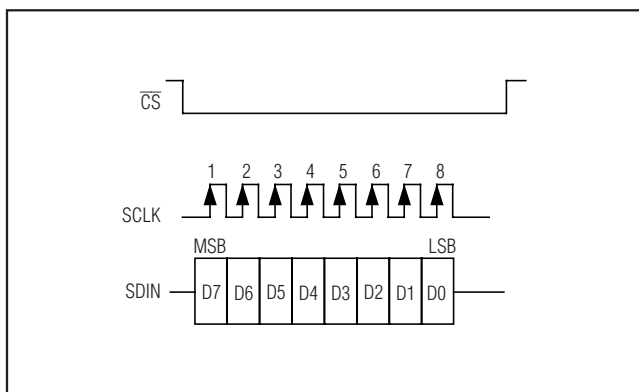 C̅S̅
1 2 3 4 5 6 7 8
SCLK
MSB LSB
SDIN D7 D6 D5 D4 D3 D2 D1 D0